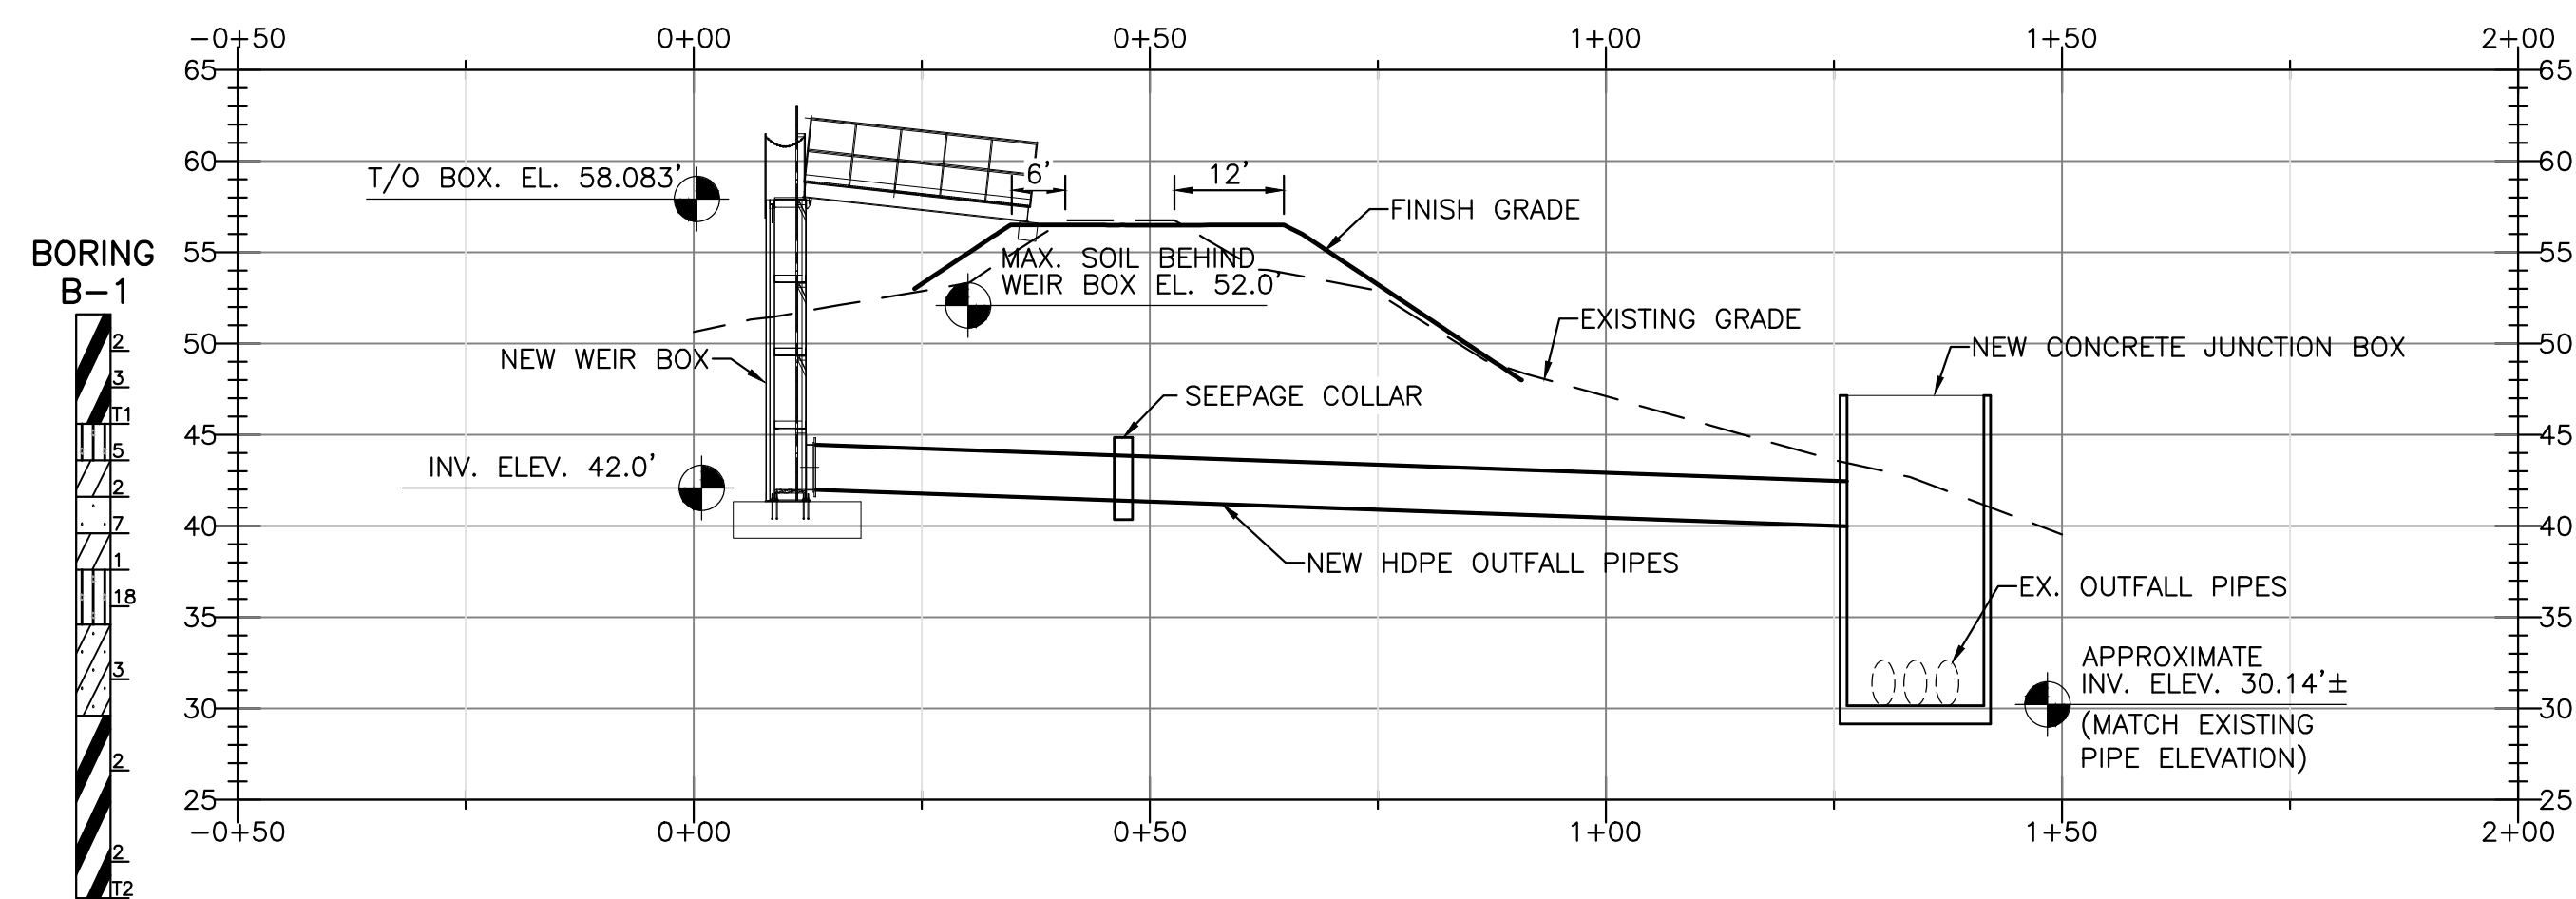 -0+50 0+00 0+50 1+00 1+50 2+00
65 65
60 60
T/O BOX. EL. 58.083'
6'
12'
FINISH GRADE
55 55
BORING
B-1
MAX. SOIL BEHIND
WEIR BOX EL. 52.0'
EXISTING GRADE
50 50
NEW WEIR BOX
NEW CONCRETE JUNCTION BOX
SEEPAGE COLLAR
45 45
INV. ELEV. 42.0'
40 40
NEW HDPE OUTFALL PIPES
EX. OUTFALL PIPES
35 35
APPROXIMATE
INV. ELEV. 30.14'±
(MATCH EXISTING
PIPE ELEVATION)
30 30
25 25
-0+50 0+00 0+50 1+00 1+50 2+00
2
3
T1
5
2
7
1
18
3
2
2
T2